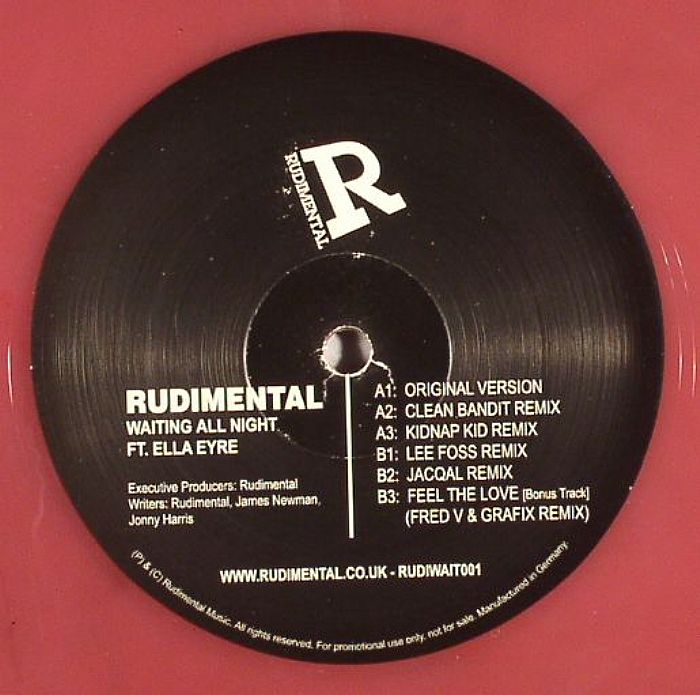 R
RUDIMENTAL
RUDIMENTAL
WAITING ALL NIGHT
FT. ELLA EYRE
Executive Producers: Rudimental
Writers: Rudimental, James Newman,
Jonny Harris
A1: ORIGINAL VERSION
A2: CLEAN BANDIT REMIX
A3: KIDNAP KID REMIX
B1: LEE FOSS REMIX
B2: JACQAL REMIX
B3: FEEL THE LOVE [Bonus Track]
(FRED V & GRAFIX REMIX)
WWW.RUDIMENTAL.CO.UK - RUDIWAIT001
(P) & (C) Rudimental Music. All rights reserved. For promotional use only, not for sale. Manufactured in Germany.